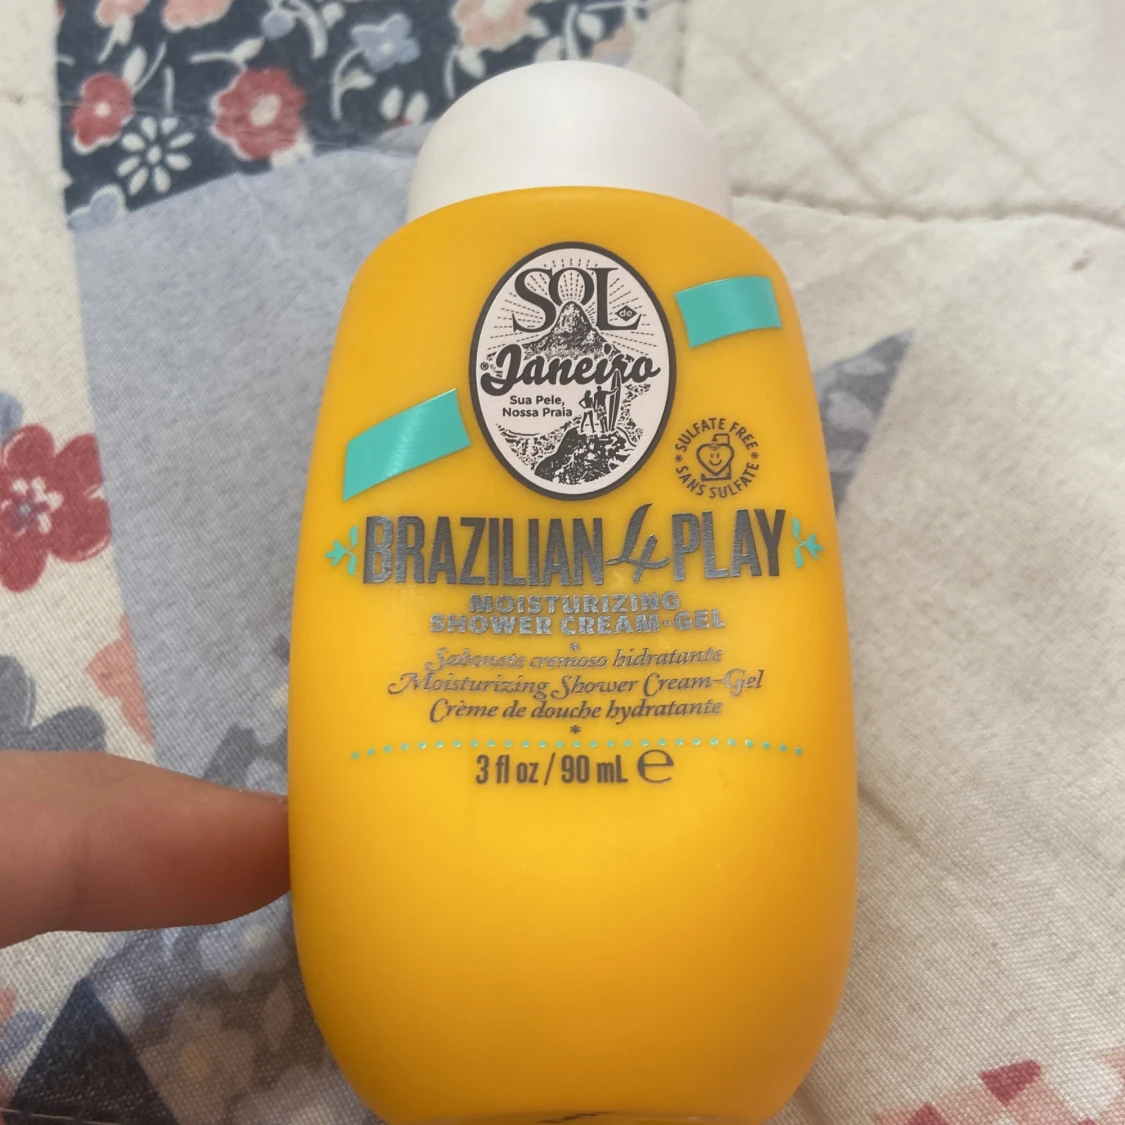 SOL de
Janeiro®
Sua Pele,
Nossa Praia
SULFATE FREE
SANS SULFATE
BRAZILIAN 4 PLAY
MOISTURIZING
SHOWER CREAM-GEL
Sabonete cremoso hidratante
Moisturizing Shower Cream-Gel
Crème de douche hydratante
3 fl oz / 90 mL ℮